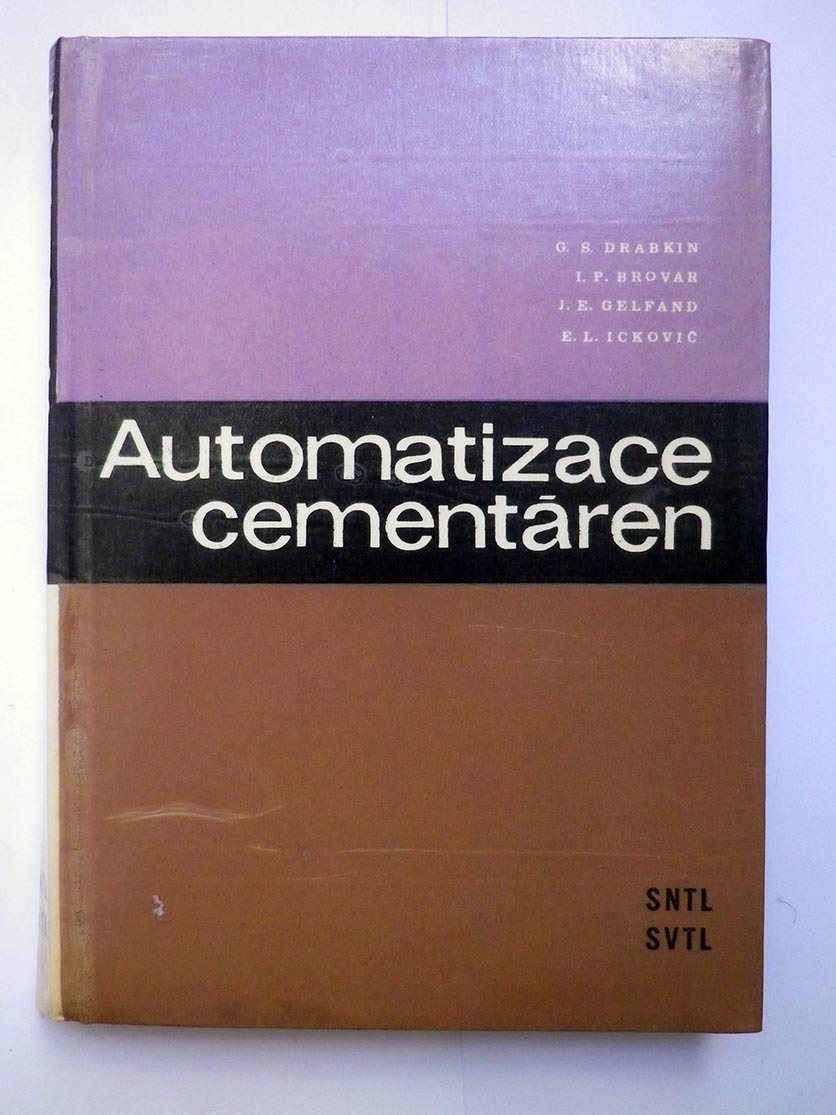 G. S. DRABKIN
I. P. BROVAR
J. E. GELFAND
E. L. ICKOVIČ
Automatizace
cementáren
SNTL
SVTL